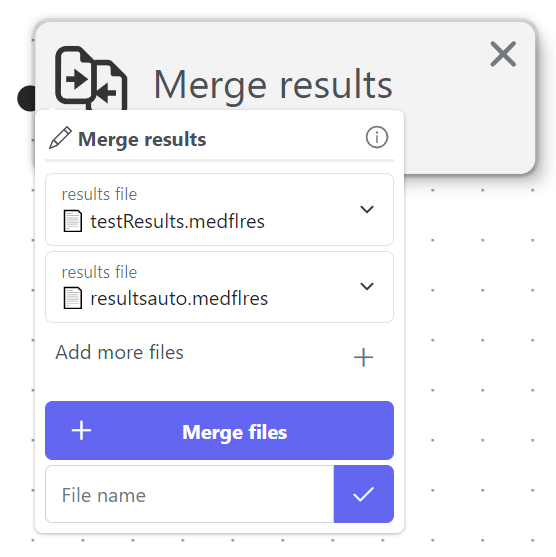 Merge results
Merge results
results file
testResults.medflres
results file
resultsauto.medflres
Add more files
Merge files
File name